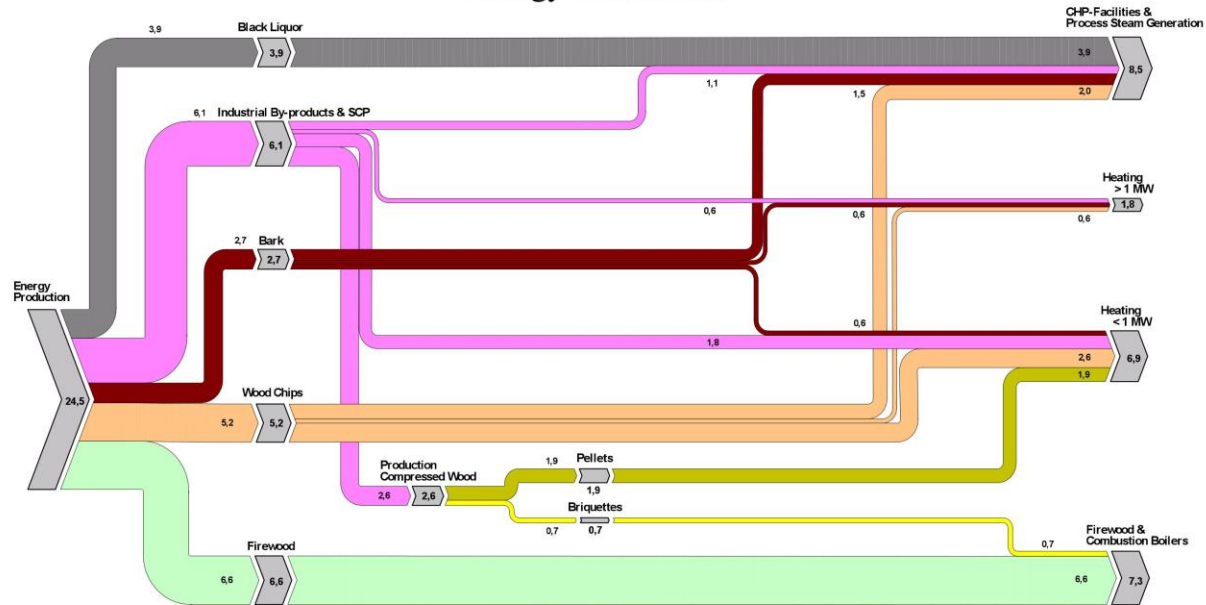 3,9
Black Liquor
3,9
CHP-Facilities &
Process Steam Generation
3,9
8,5
1,1
1,5
2,0
6,1
Industrial By-products & SCP
6,1
Heating
> 1 MW
1,8
0,6
0,6
0,6
2,7
Bark
2,7
Energy
Production
24,5
0,6
Heating
< 1 MW
1,8
2,6
6,9
1,9
Wood Chips
5,2
5,2
Production
Compressed Wood
2,6
2,6
1,9
Pellets
1,9
Briquettes
0,7
0,7
Firewood
6,6
6,6
0,7
Firewood &
Combustion Boilers
6,6
7,3